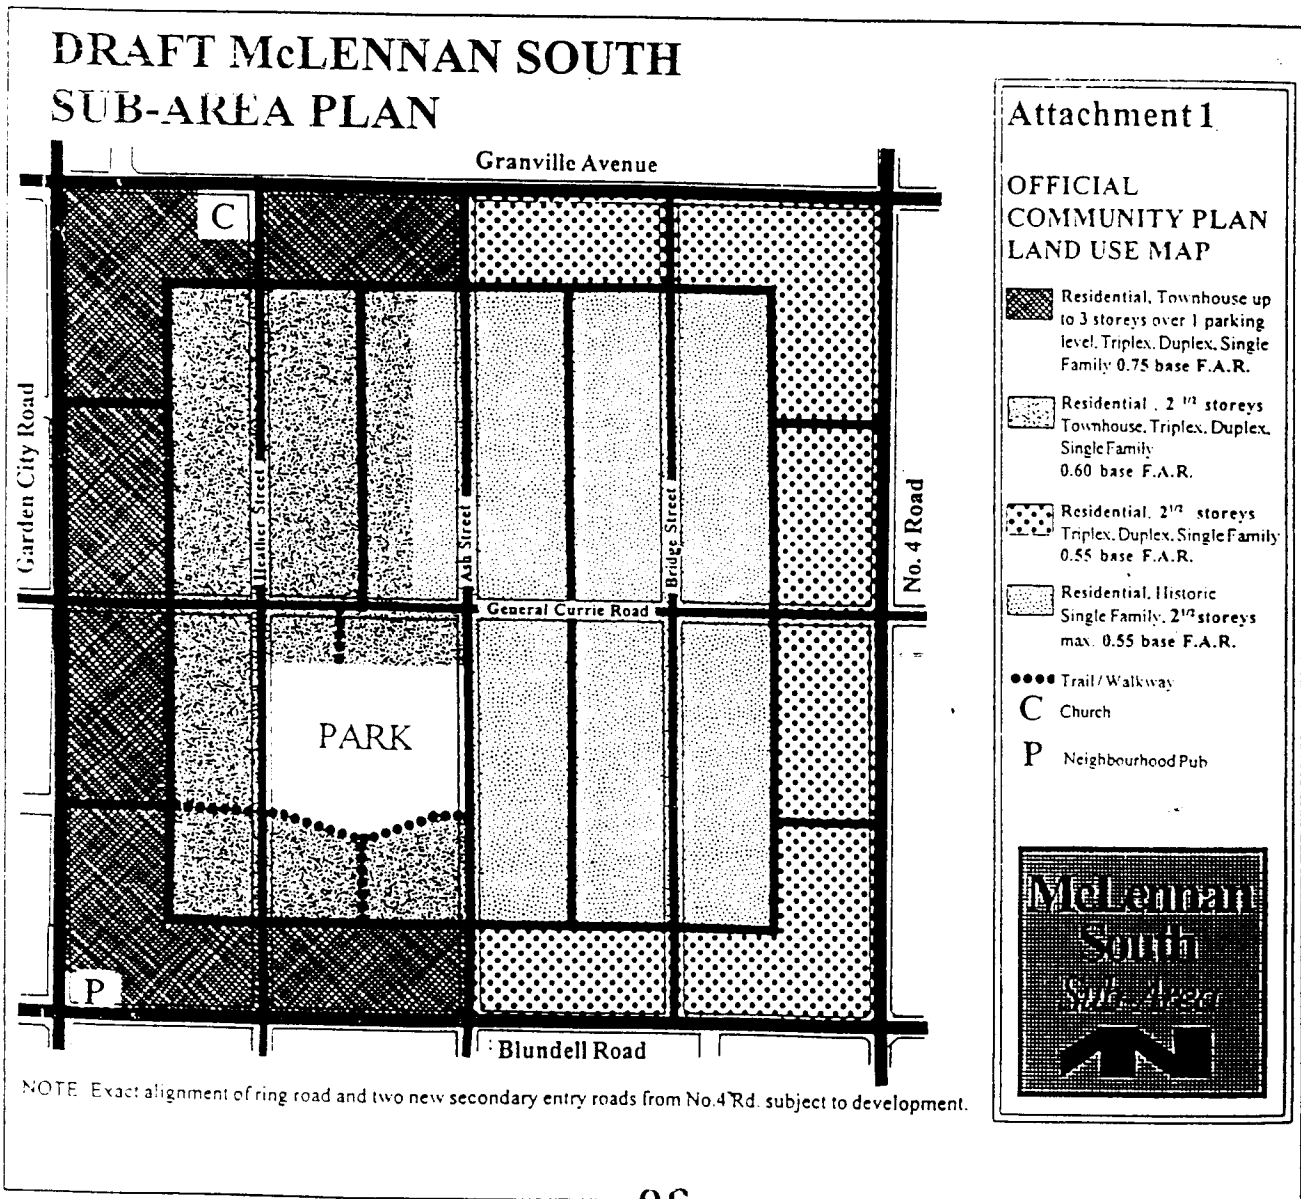 DRAFT McLENNAN SOUTH
SUB-AREA PLAN
Granville Avenue
C
Garden City Road
Heather Street
Ash Street
Bridge Street
No. 4 Road
General Currie Road
PARK
P
Blundell Road
NOTE Exact alignment of ring road and two new secondary entry roads from No.4 Rd. subject to development.
Attachment 1
OFFICIAL
COMMUNITY PLAN
LAND USE MAP
Residential, Townhouse up
to 3 storeys over 1 parking
level, Triplex, Duplex, Single
Family 0.75 base F.A.R.
Residential , 2 1/2 storeys
Townhouse, Triplex, Duplex,
Single Family
0.60 base F.A.R.
Residential, 2 1/2 storeys
Triplex, Duplex, Single Family
0.55 base F.A.R.
Residential, Historic
Single Family, 2 1/2 storeys
max. 0.55 base F.A.R.
Trail / Walkway
C Church
P Neighbourhood Pub
McLennan
South
Sub-Area